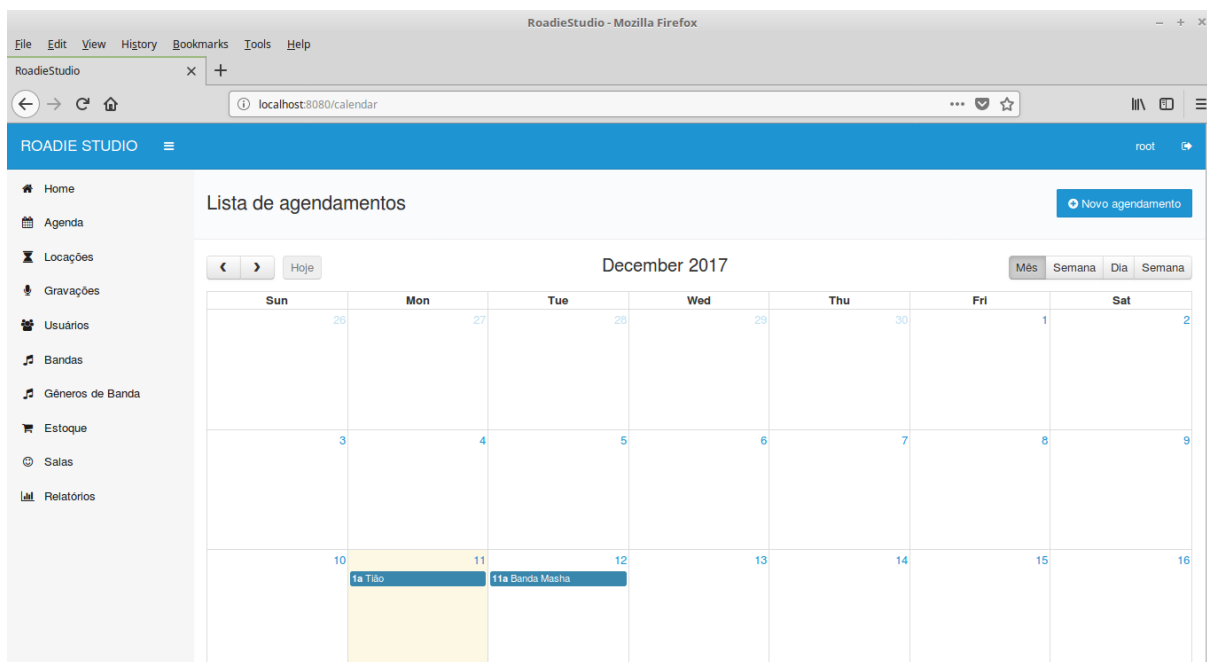 RoadieStudio - Mozilla Firefox
File Edit View History Bookmarks Tools Help
RoadieStudio
localhost:8080/calendar
ROADIE STUDIO root
Home
Agenda
Locações
Gravações
Usuários
Bandas
Gêneros de Banda
Estoque
Salas
Relatórios
Lista de agendamentos Novo agendamento
Hoje December 2017 Mês Semana Dia Semana
Sun Mon Tue Wed Thu Fri Sat
26 27 28 29 30 1 2
3 4 5 6 7 8 9
10 11 12 13 14 15 16
1a Tião 11a Banda Masha